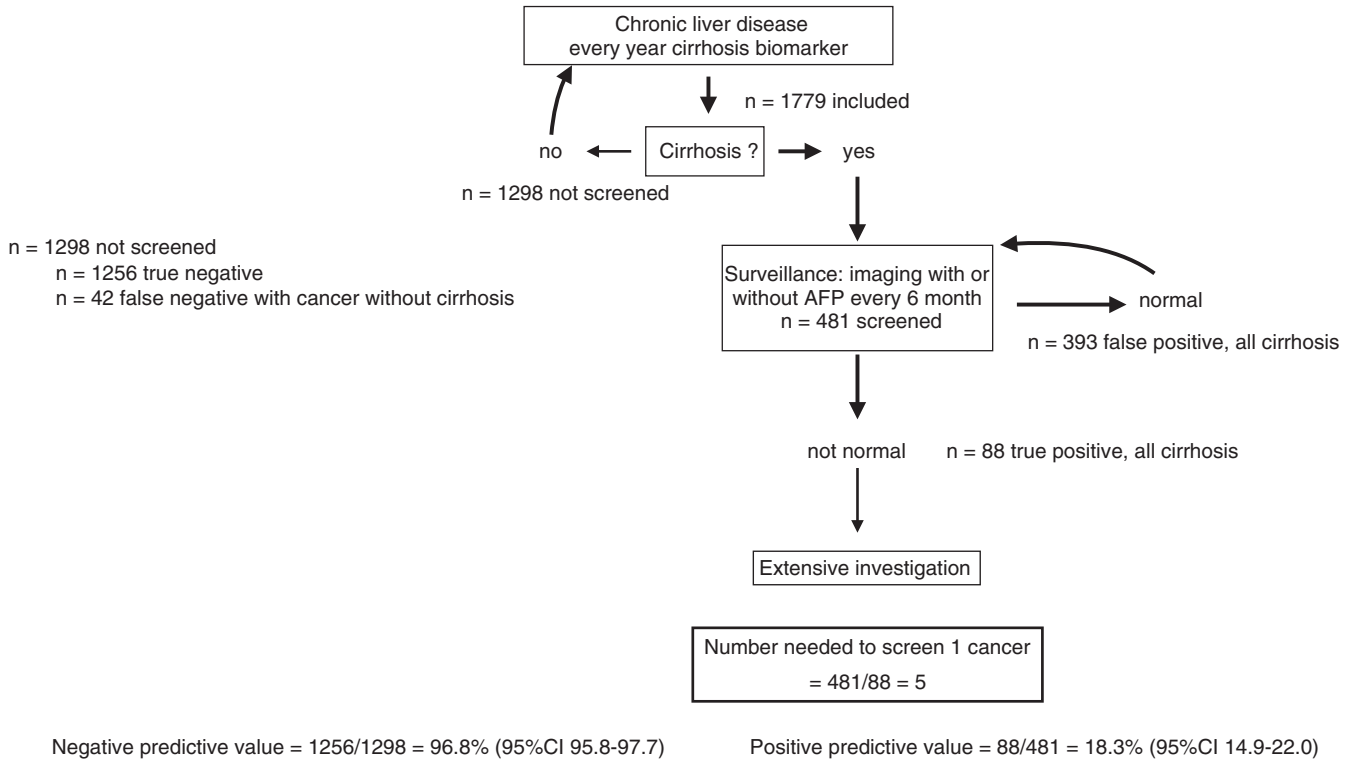 Chronic liver disease
every year cirrhosis biomarker
n = 1779 included
no
Cirrhosis ?
yes
n = 1298 not screened
n = 1298 not screened
n = 1256 true negative
n = 42 false negative with cancer without cirrhosis
Surveillance: imaging with or
without AFP every 6 month
n = 481 screened
normal
n = 393 false positive, all cirrhosis
not normal
n = 88 true positive, all cirrhosis
Extensive investigation
Number needed to screen 1 cancer
= 481/88 = 5
Negative predictive value = 1256/1298 = 96.8% (95%CI 95.8-97.7)
Positive predictive value = 88/481 = 18.3% (95%CI 14.9-22.0)